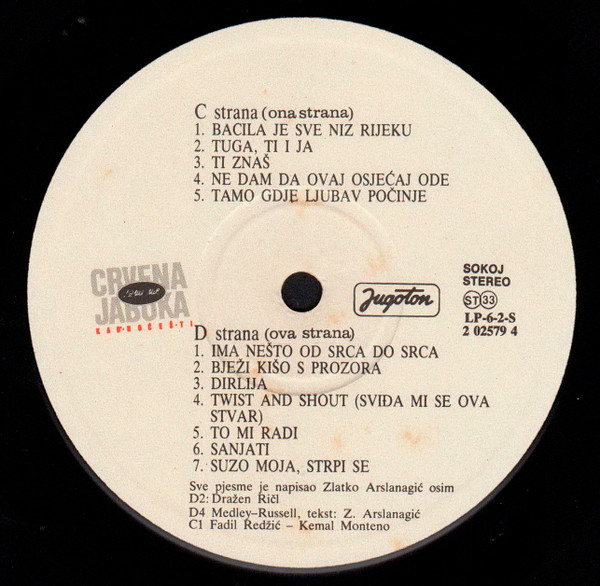 C strana (ona strana)
1. BACILA JE SVE NIZ RIJEKU
2. TUGA, TI I JA
3. TI ZNAŠ
4. NE DAM DA OVAJ OSJEĆAJ ODE
5. TAMO GDJE LJUBAV POČINJE
CRVENA
JABUKA
Jugoton
SOKOJ
STEREO
ST 33
LP-6-2-S
2 02579 4
D strana (ova strana)
1. IMA NEŠTO OD SRCA DO SRCA
2. BJEŽI KIŠO S PROZORA
3. DIRLIJA
4. TWIST AND SHOUT (SVIĐA MI SE OVA
STVAR)
5. TO MI RADI
6. SANJATI
7. SUZO MOJA, STRPI SE
Sve pjesme je napisao Zlatko Arslanagić osim
D2: Dražen Ričl
D4 Medley–Russell, tekst: Z. Arslanagić
C1 Fadil Redžić – Kemal Monteno